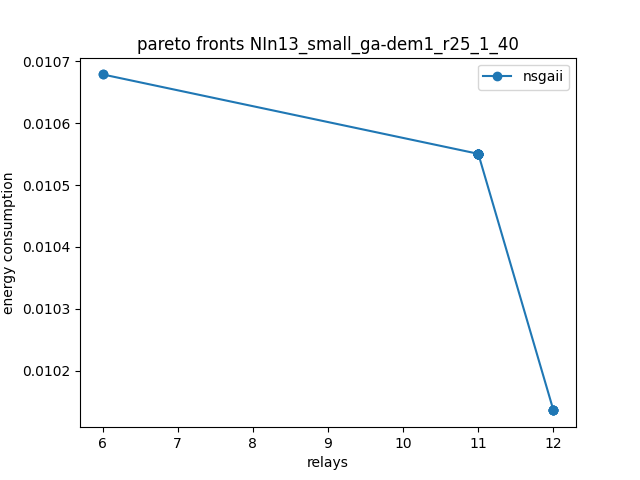 pareto fronts NIn13_small_ga-dem1_r25_1_40
nsgaii
energy consumption
0.0107
0.0106
0.0105
0.0104
0.0103
0.0102
6 7 8 9 10 11 12
relays